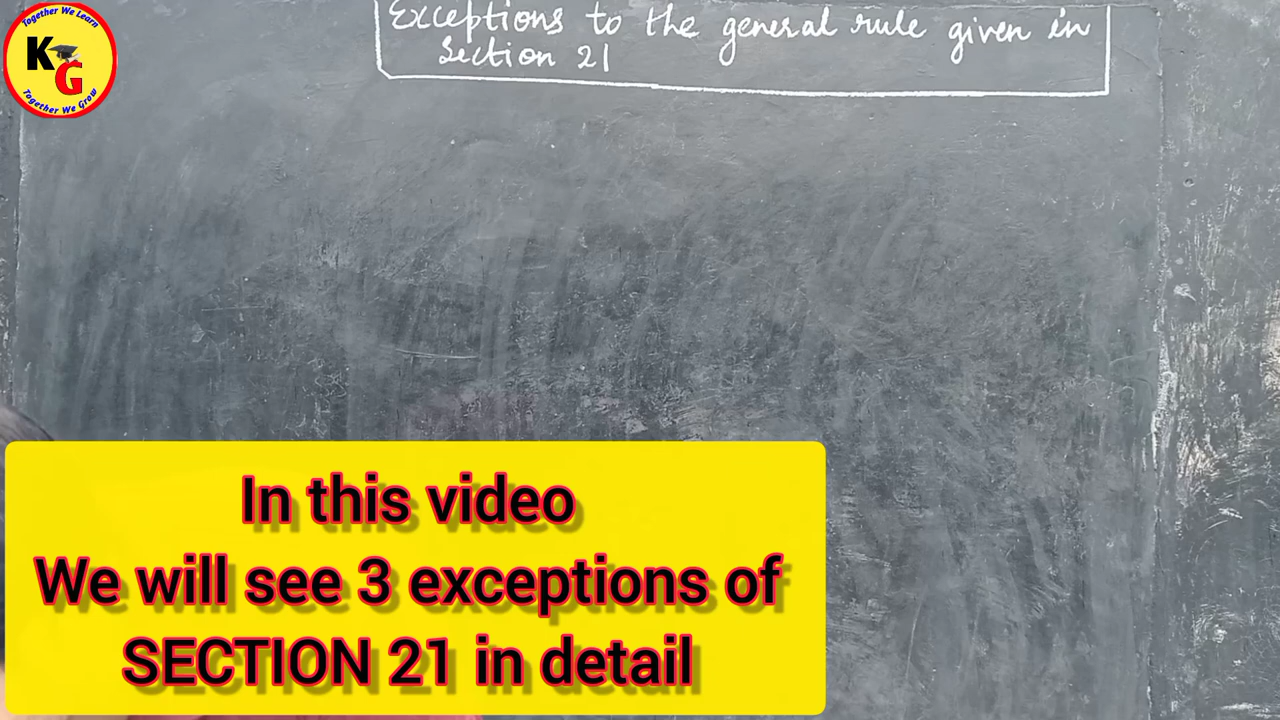 Together We Learn
KG
Together We Grow
Exceptions to the general rule given in
Section 21
In this video
We will see 3 exceptions of
SECTION 21 in detail